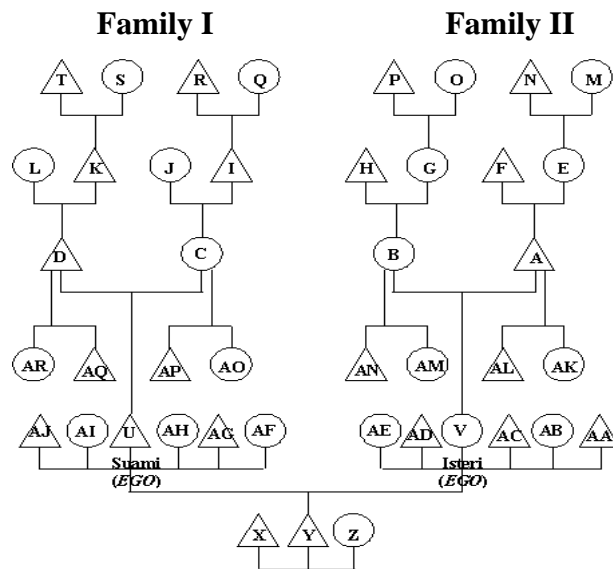 Family I Family II
T S R Q P O N M
L K J I H G F E
D C B A
AR AQ AP AO AN AM AL AK
AJ AI U AH AG AF AE AD V AC AB AA
Suami Isteri
(EGO) (EGO)
X Y Z